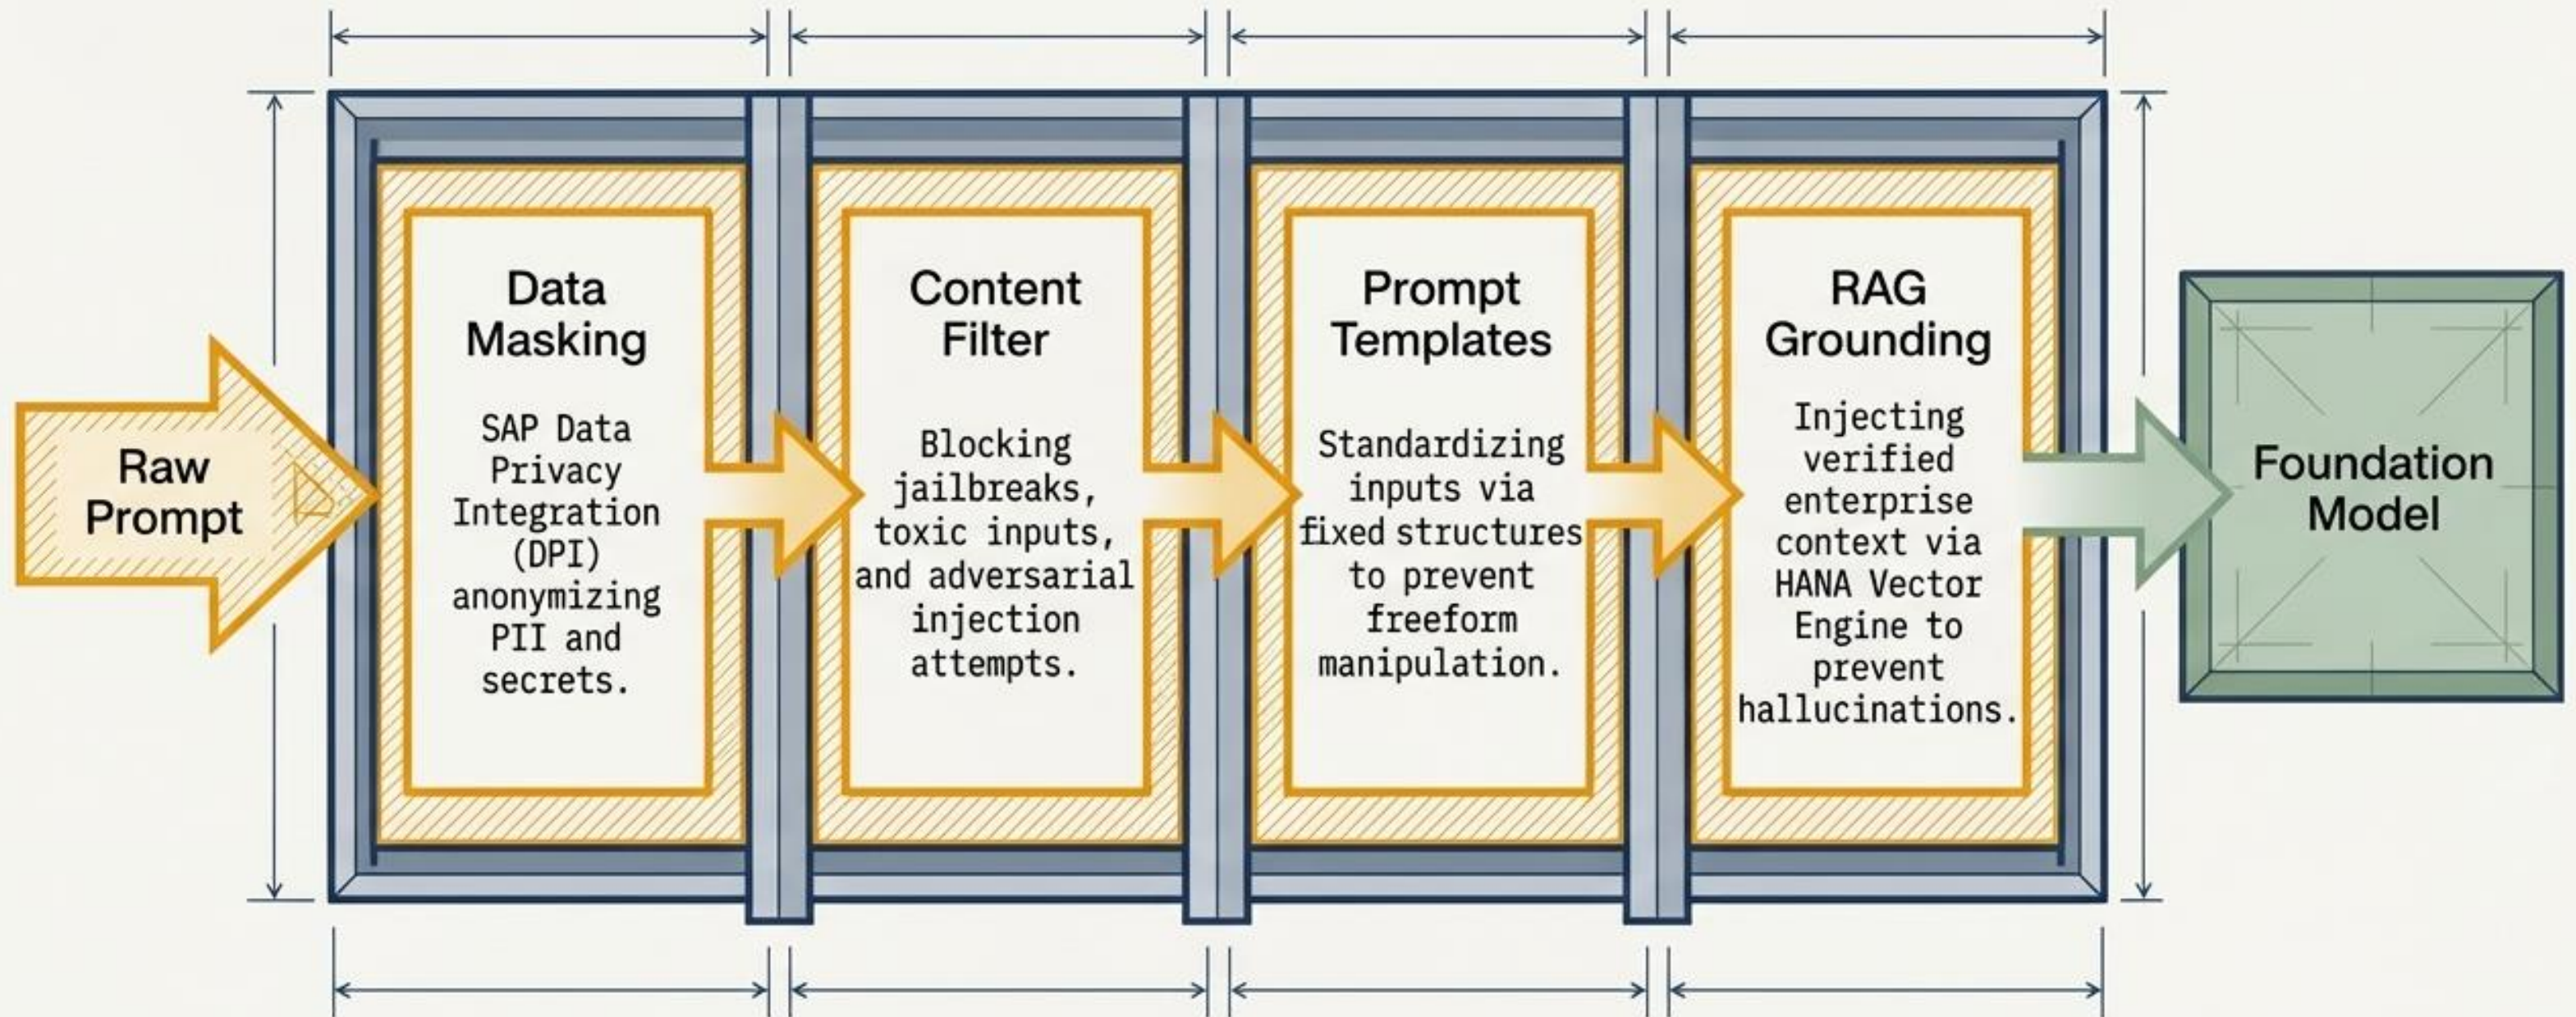 Raw
Prompt
Data
Masking
SAP Data
Privacy
Integration
(DPI)
anonymizing
PII and
secrets.
Content
Filter
Blocking
jailbreaks,
toxic inputs,
and adversarial
injection
attempts.
Prompt
Templates
Standardizing
inputs via
fixed structures
to prevent
freeform
manipulation.
RAG
Grounding
Injecting
verified
enterprise
context via
HANA Vector
Engine to
prevent
hallucinations.
Foundation
Model